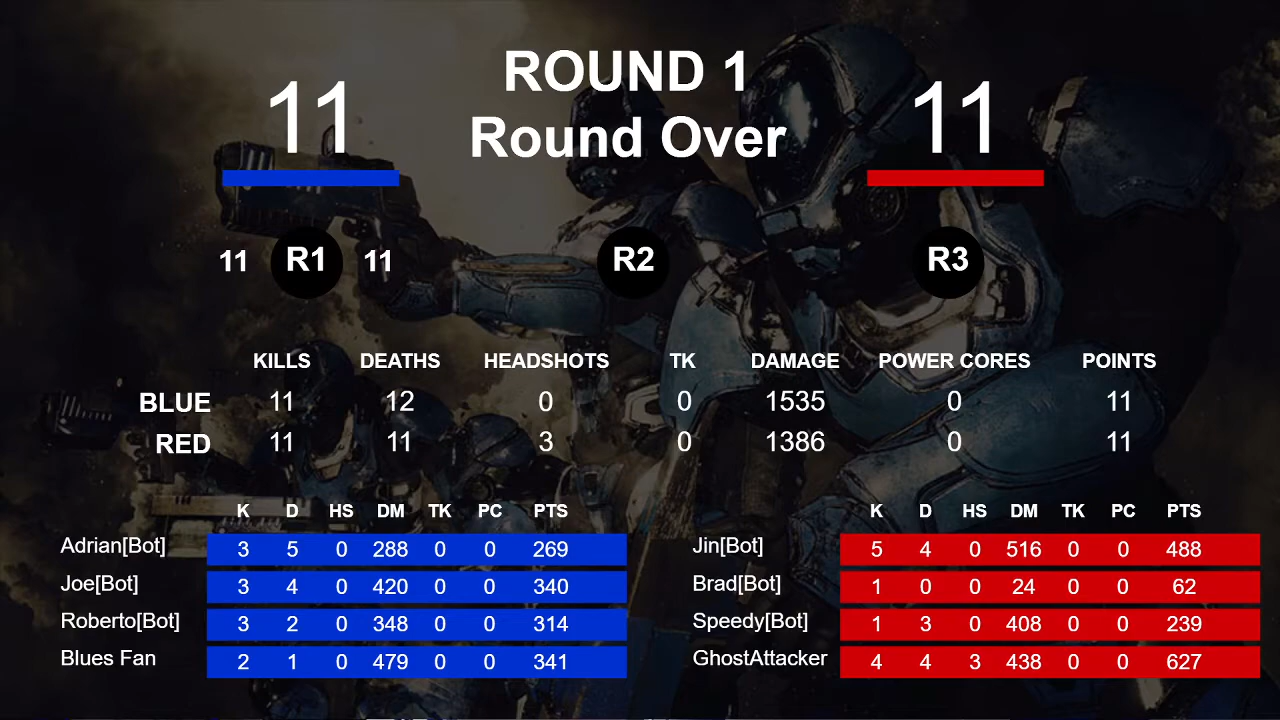 ROUND 1
11 Round Over 11
11 R1 11 R2 R3
KILLS DEATHS HEADSHOTS TK DAMAGE POWER CORES POINTS
BLUE 11 12 0 0 1535 0 11
RED 11 11 3 0 1386 0 11
K D HS DM TK PC PTS K D HS DM TK PC PTS
Adrian[Bot] 3 5 0 288 0 0 269 Jin[Bot] 5 4 0 516 0 0 488
Joe[Bot] 3 4 0 420 0 0 340 Brad[Bot] 1 0 0 24 0 0 62
Roberto[Bot] 3 2 0 348 0 0 314 Speedy[Bot] 1 3 0 408 0 0 239
Blues Fan 2 1 0 479 0 0 341 GhostAttacker 4 4 3 438 0 0 627